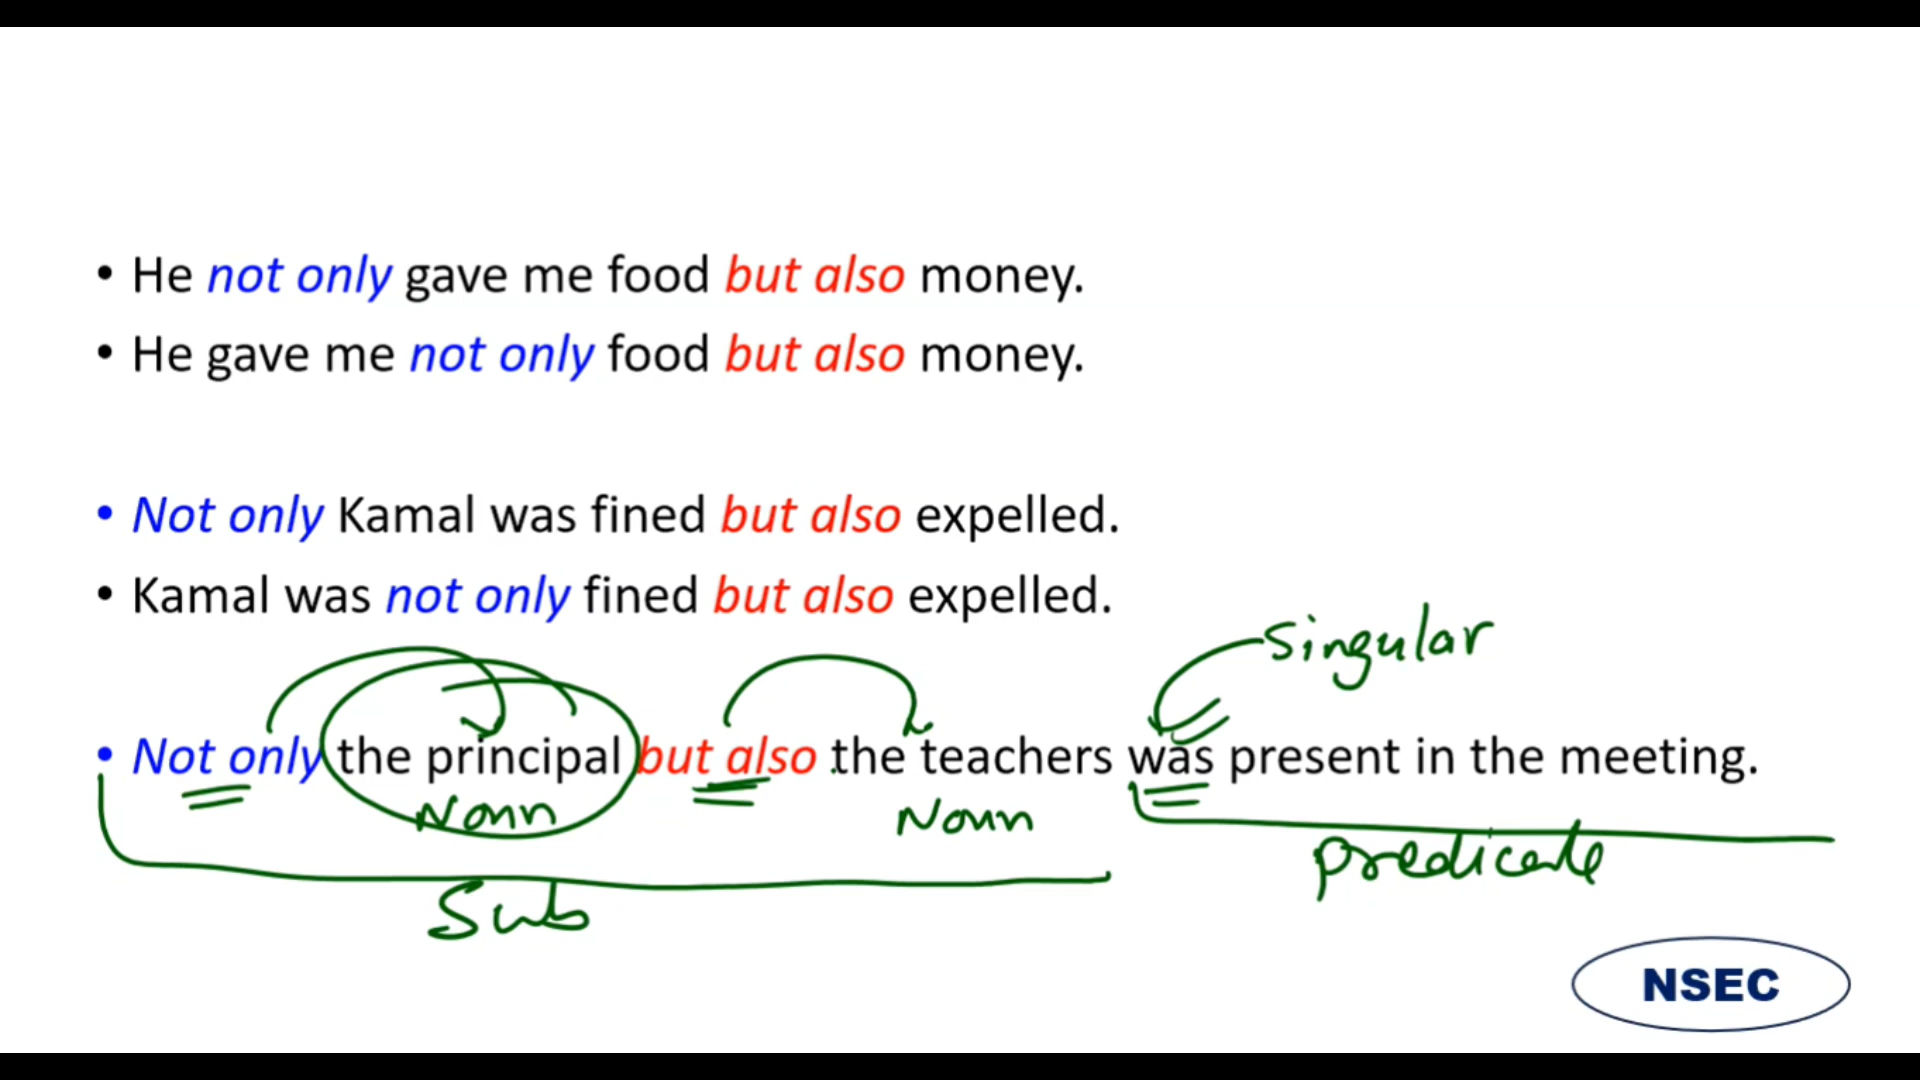 • He not only gave me food but also money.
• He gave me not only food but also money.
• Not only Kamal was fined but also expelled.
• Kamal was not only fined but also expelled.
Singular
• Not only the principal but also the teachers was present in the meeting.
Noun Noun
predicate
Sub
NSEC